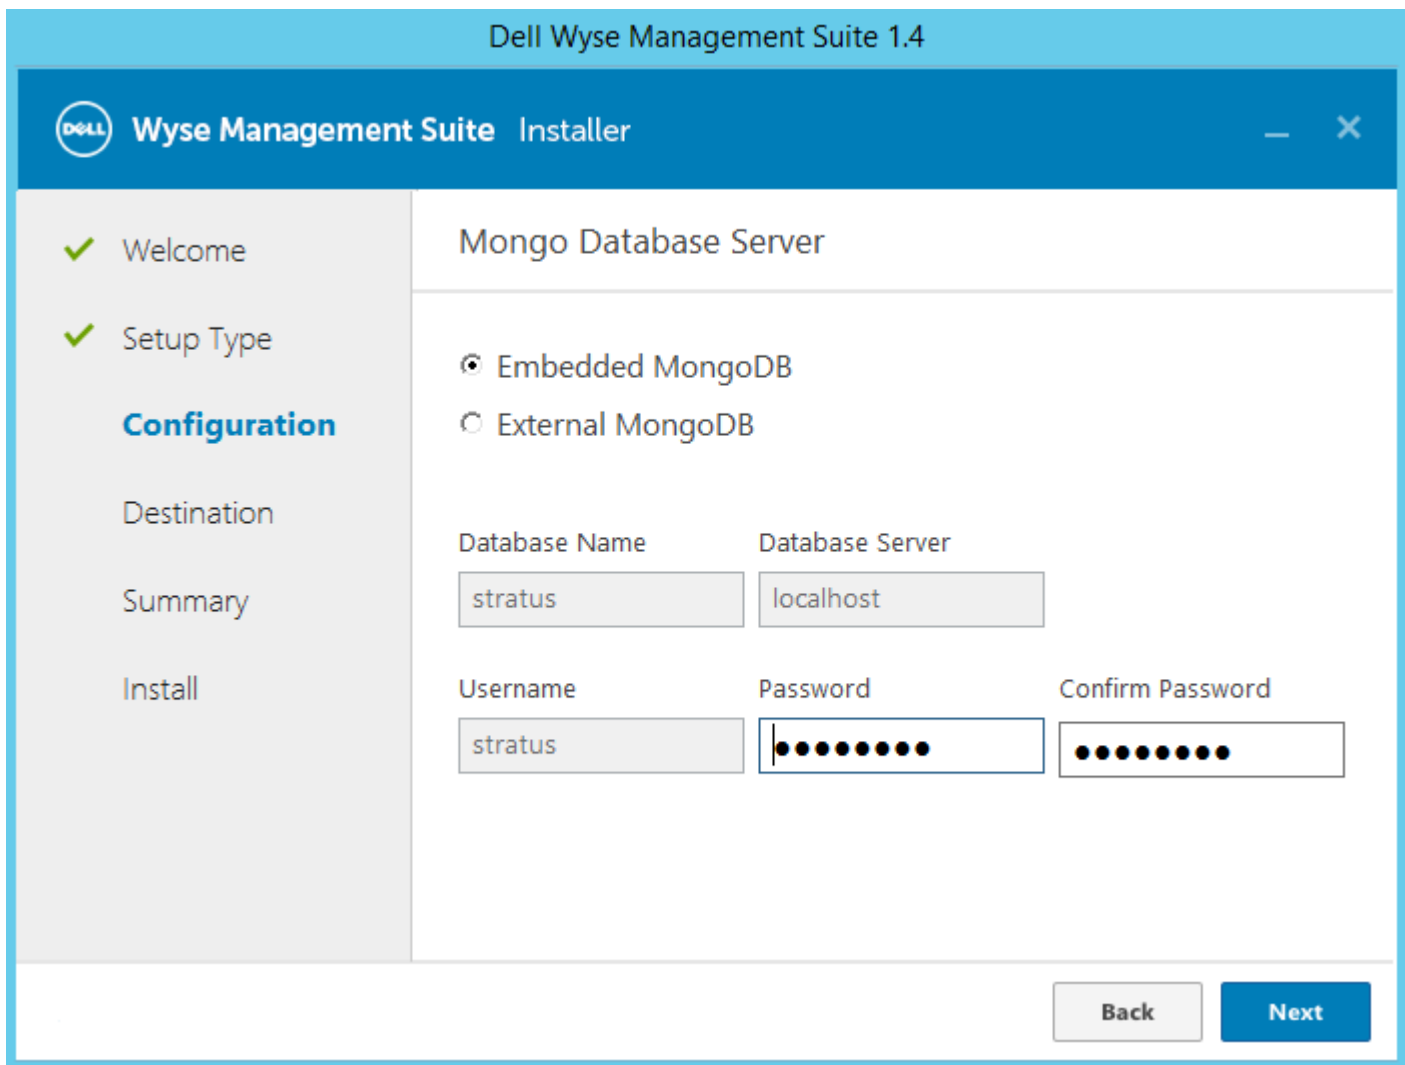 Dell Wyse Management Suite 1.4
DELL Wyse Management Suite Installer
Welcome
Setup Type
Configuration
Destination
Summary
Install
Mongo Database Server
Embedded MongoDB
External MongoDB
Database Name Database Server
stratus localhost
Username Password Confirm Password
stratus ●●●●●●●● ●●●●●●●●
Back Next